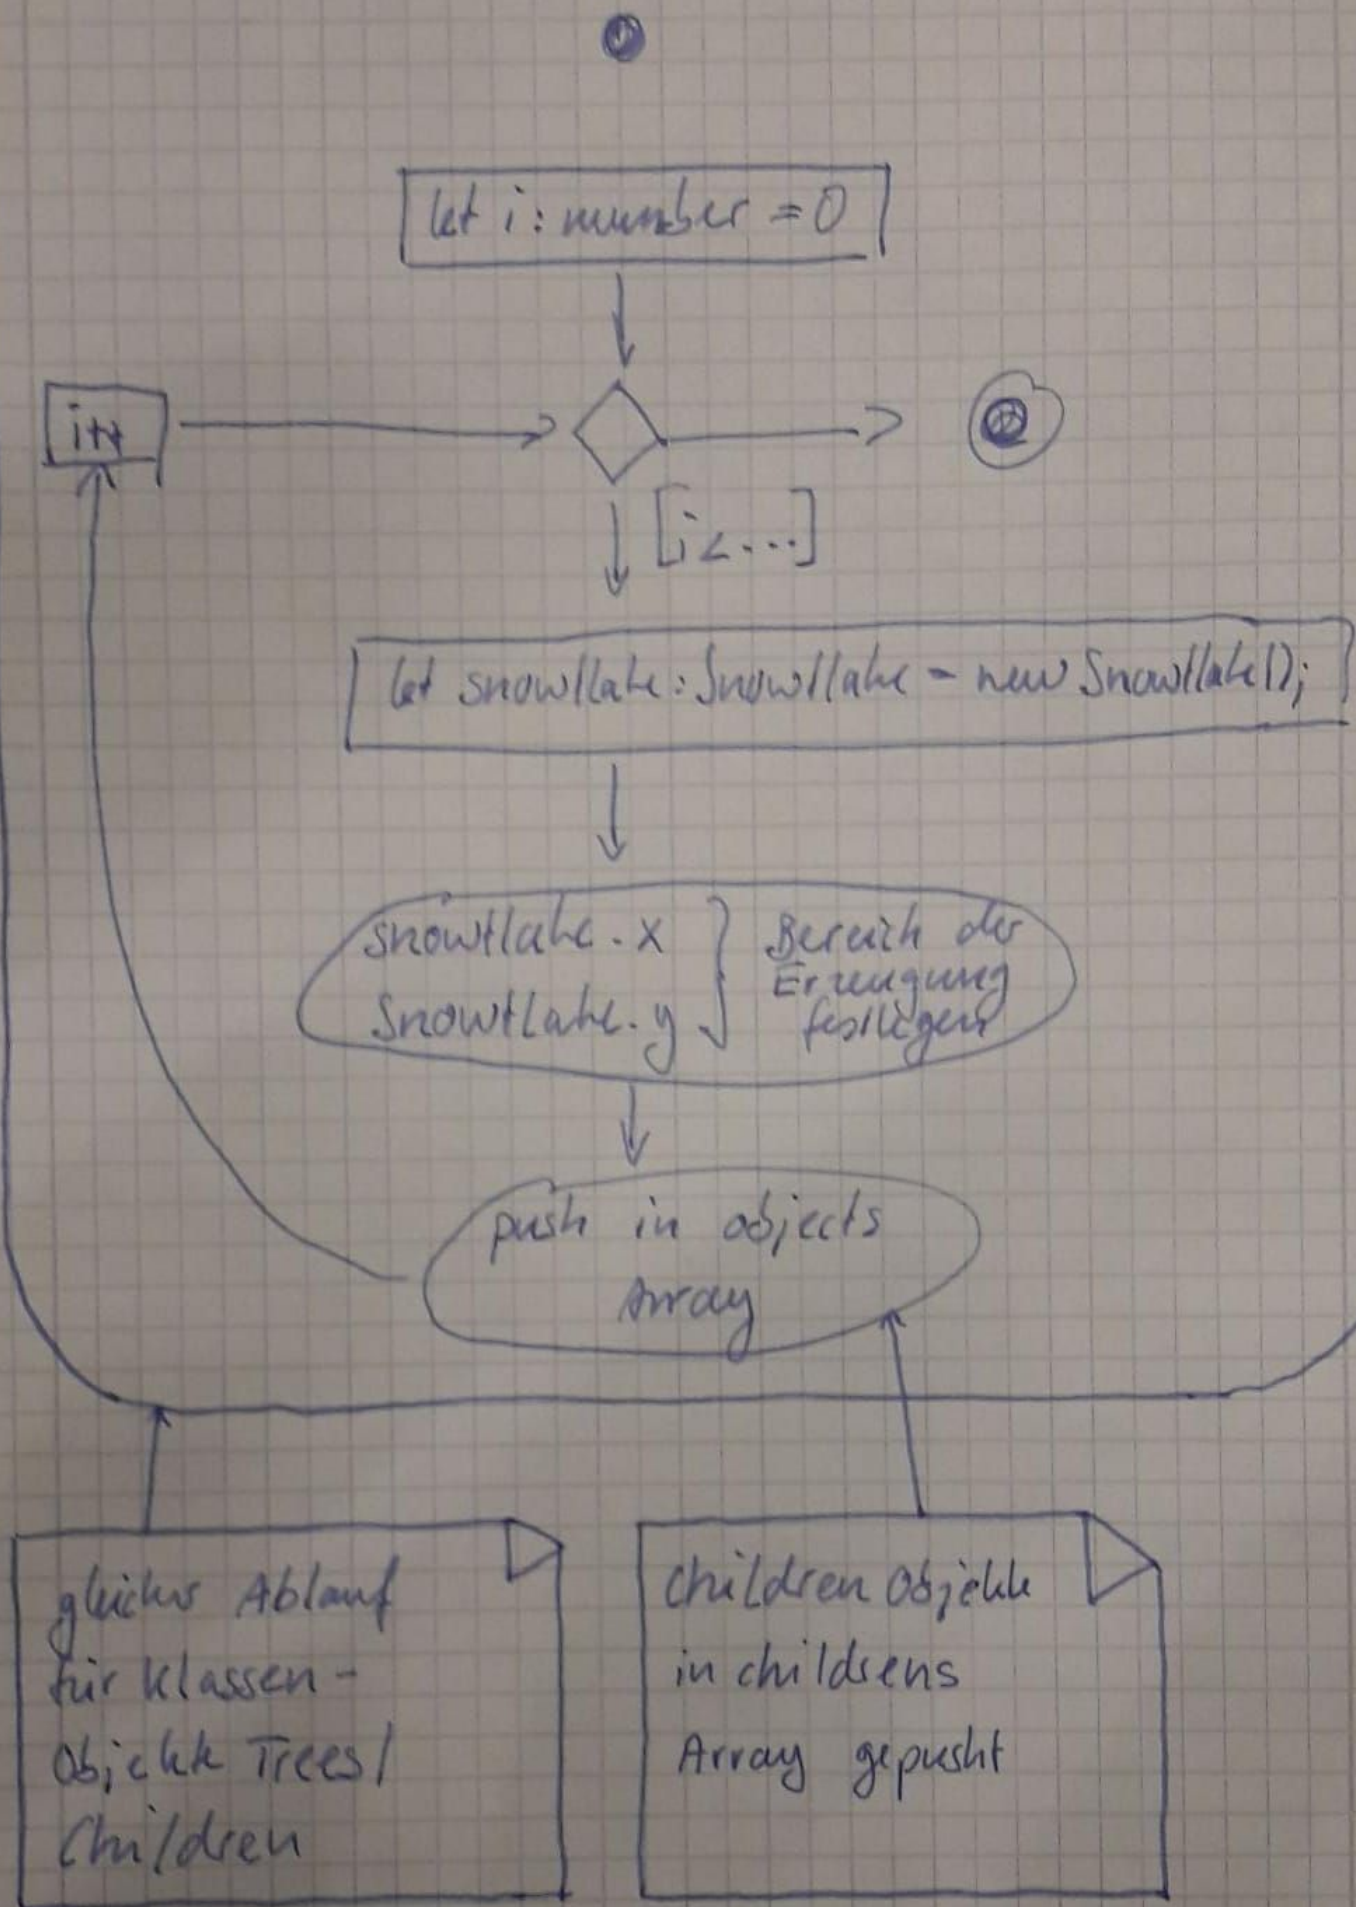 let i: number = 0
i++
[i<...]
let snowflake: Snowflake = new Snowflake();
snowflake.x } Bereich der
Erzeugung
snowflake.y festlegen
push in objects
Array
gleicher Ablauf
für Klassen-
Objekte Trees/
Children
Children Objekte
in childrens
Array gepusht